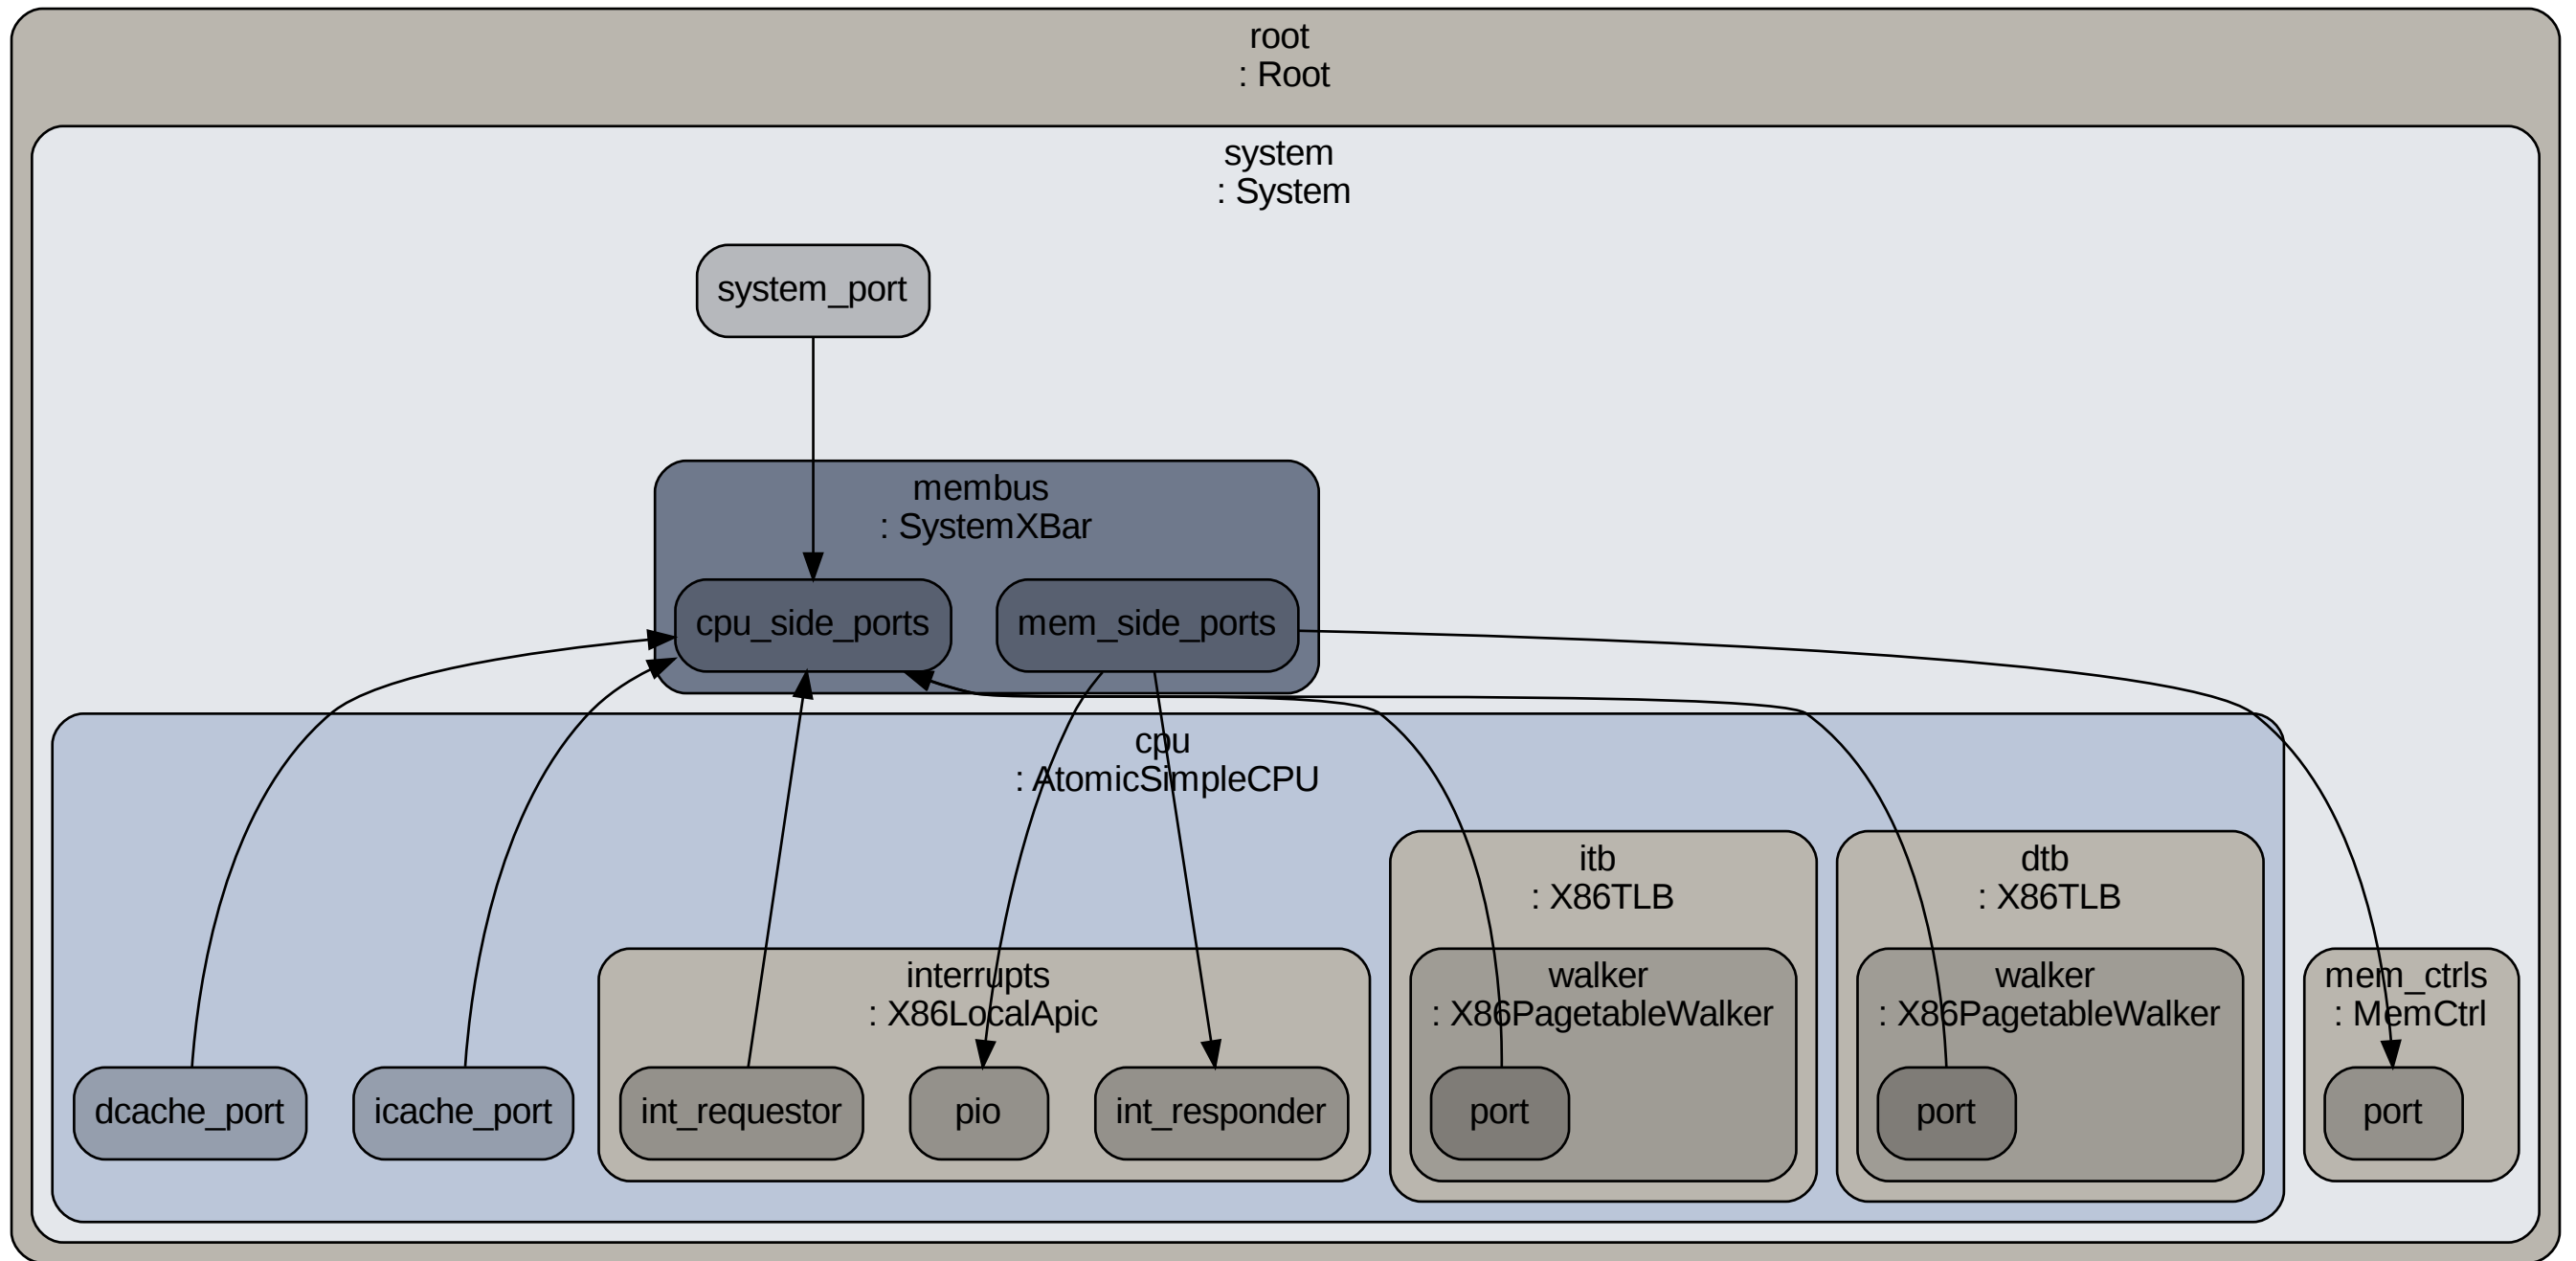 root
: Root
system
: System
system_port
membus
: SystemXBar
cpu_side_ports
mem_side_ports
cpu
: AtomicSimpleCPU
itb
: X86TLB
dtb
: X86TLB
interrupts
: X86LocalApic
walker
: X86PagetableWalker
walker
: X86PagetableWalker
mem_ctrls
: MemCtrl
dcache_port
icache_port
int_requestor
pio
int_responder
port
port
port